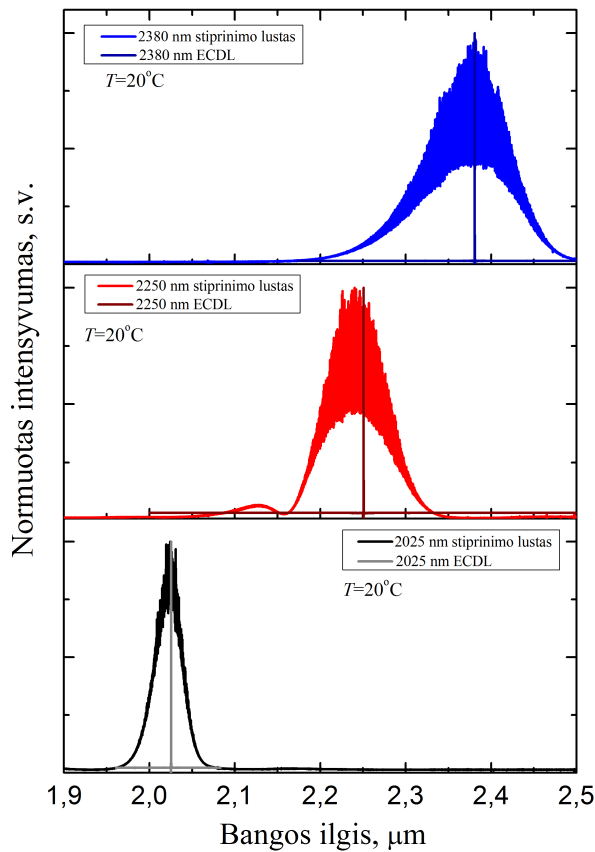 2380 nm stiprinimo lustas
2380 nm ECDL
T=20°C
2250 nm stiprinimo lustas
2250 nm ECDL
T=20°C
2025 nm stiprinimo lustas
2025 nm ECDL
T=20°C
Normuotas intensyvumas, s.v.
1,9 2,0 2,1 2,2 2,3 2,4 2,5
Bangos ilgis, μm